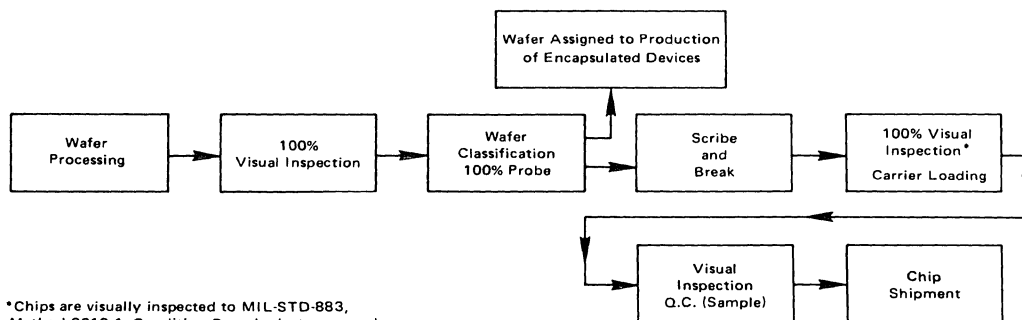 Wafer Assigned to Production
of Encapsulated Devices
Wafer
Processing
100%
Visual Inspection
Wafer
Classification
100% Probe
Scribe
and
Break
100% Visual
Inspection*
Carrier Loading
Visual
Inspection
Q.C. (Sample)
Chip
Shipment
*Chips are visually inspected to MIL-STD-883,